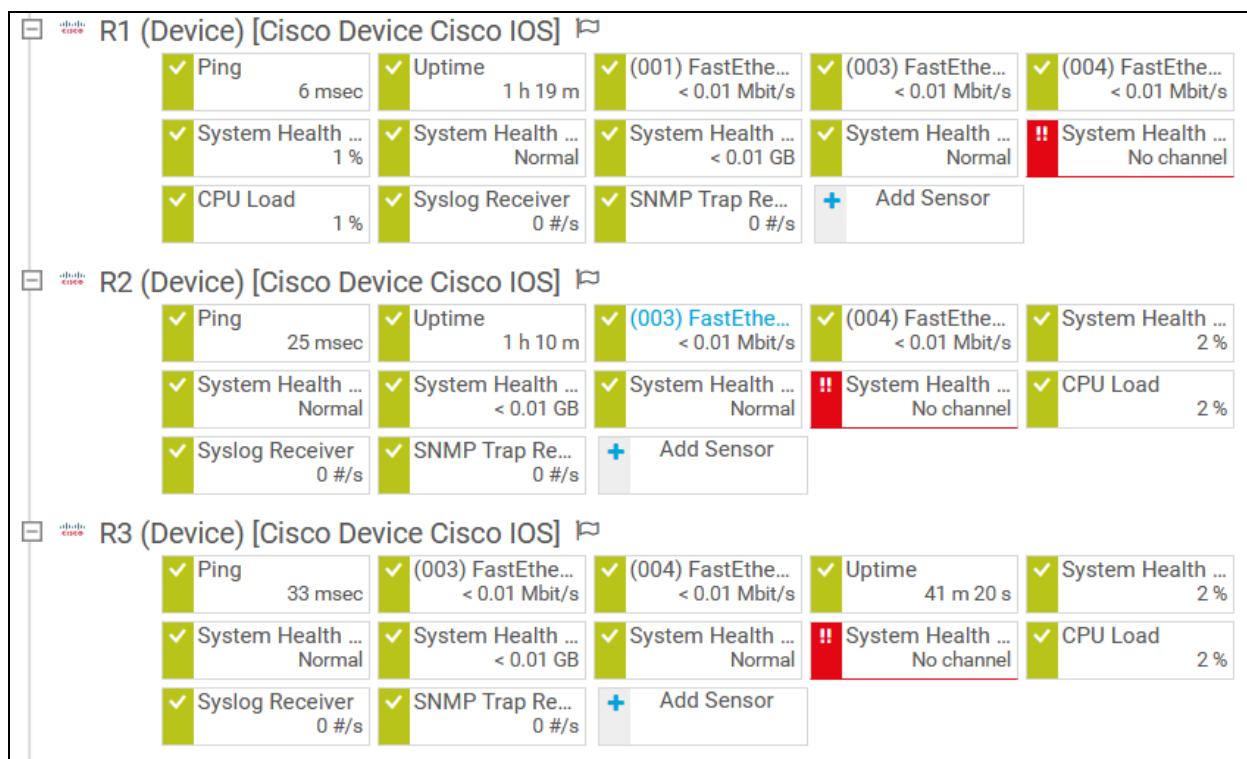 R1 (Device) [Cisco Device Cisco IOS]
Ping
6 msec
Uptime
1 h 19 m
(001) FastEthe...
< 0.01 Mbit/s
(003) FastEthe...
< 0.01 Mbit/s
(004) FastEthe...
< 0.01 Mbit/s
System Health ...
1 %
System Health ...
Normal
System Health ...
< 0.01 GB
System Health ...
Normal
!! System Health ...
No channel
CPU Load
1 %
Syslog Receiver
0 #/s
SNMP Trap Re...
0 #/s
+ Add Sensor
R2 (Device) [Cisco Device Cisco IOS]
Ping
25 msec
Uptime
1 h 10 m
(003) FastEthe...
< 0.01 Mbit/s
(004) FastEthe...
< 0.01 Mbit/s
System Health ...
2 %
System Health ...
Normal
System Health ...
< 0.01 GB
System Health ...
Normal
!! System Health ...
No channel
CPU Load
2 %
Syslog Receiver
0 #/s
SNMP Trap Re...
0 #/s
+ Add Sensor
R3 (Device) [Cisco Device Cisco IOS]
Ping
33 msec
(003) FastEthe...
< 0.01 Mbit/s
(004) FastEthe...
< 0.01 Mbit/s
Uptime
41 m 20 s
System Health ...
2 %
System Health ...
Normal
System Health ...
< 0.01 GB
System Health ...
Normal
!! System Health ...
No channel
CPU Load
2 %
Syslog Receiver
0 #/s
SNMP Trap Re...
0 #/s
+ Add Sensor